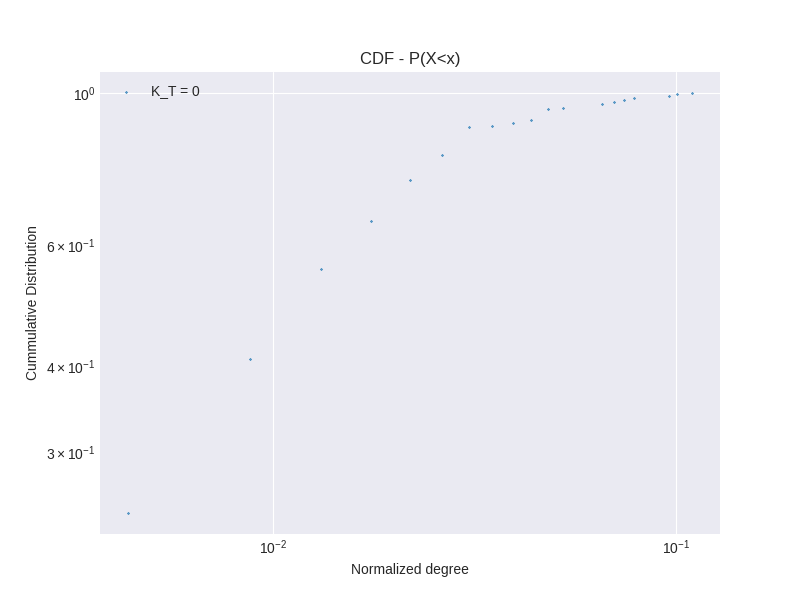 CDF - P(X<x)
10⁰
K_T = 0
6 × 10⁻¹
4 × 10⁻¹
3 × 10⁻¹
Cummulative Distribution
10⁻²
10⁻¹
Normalized degree